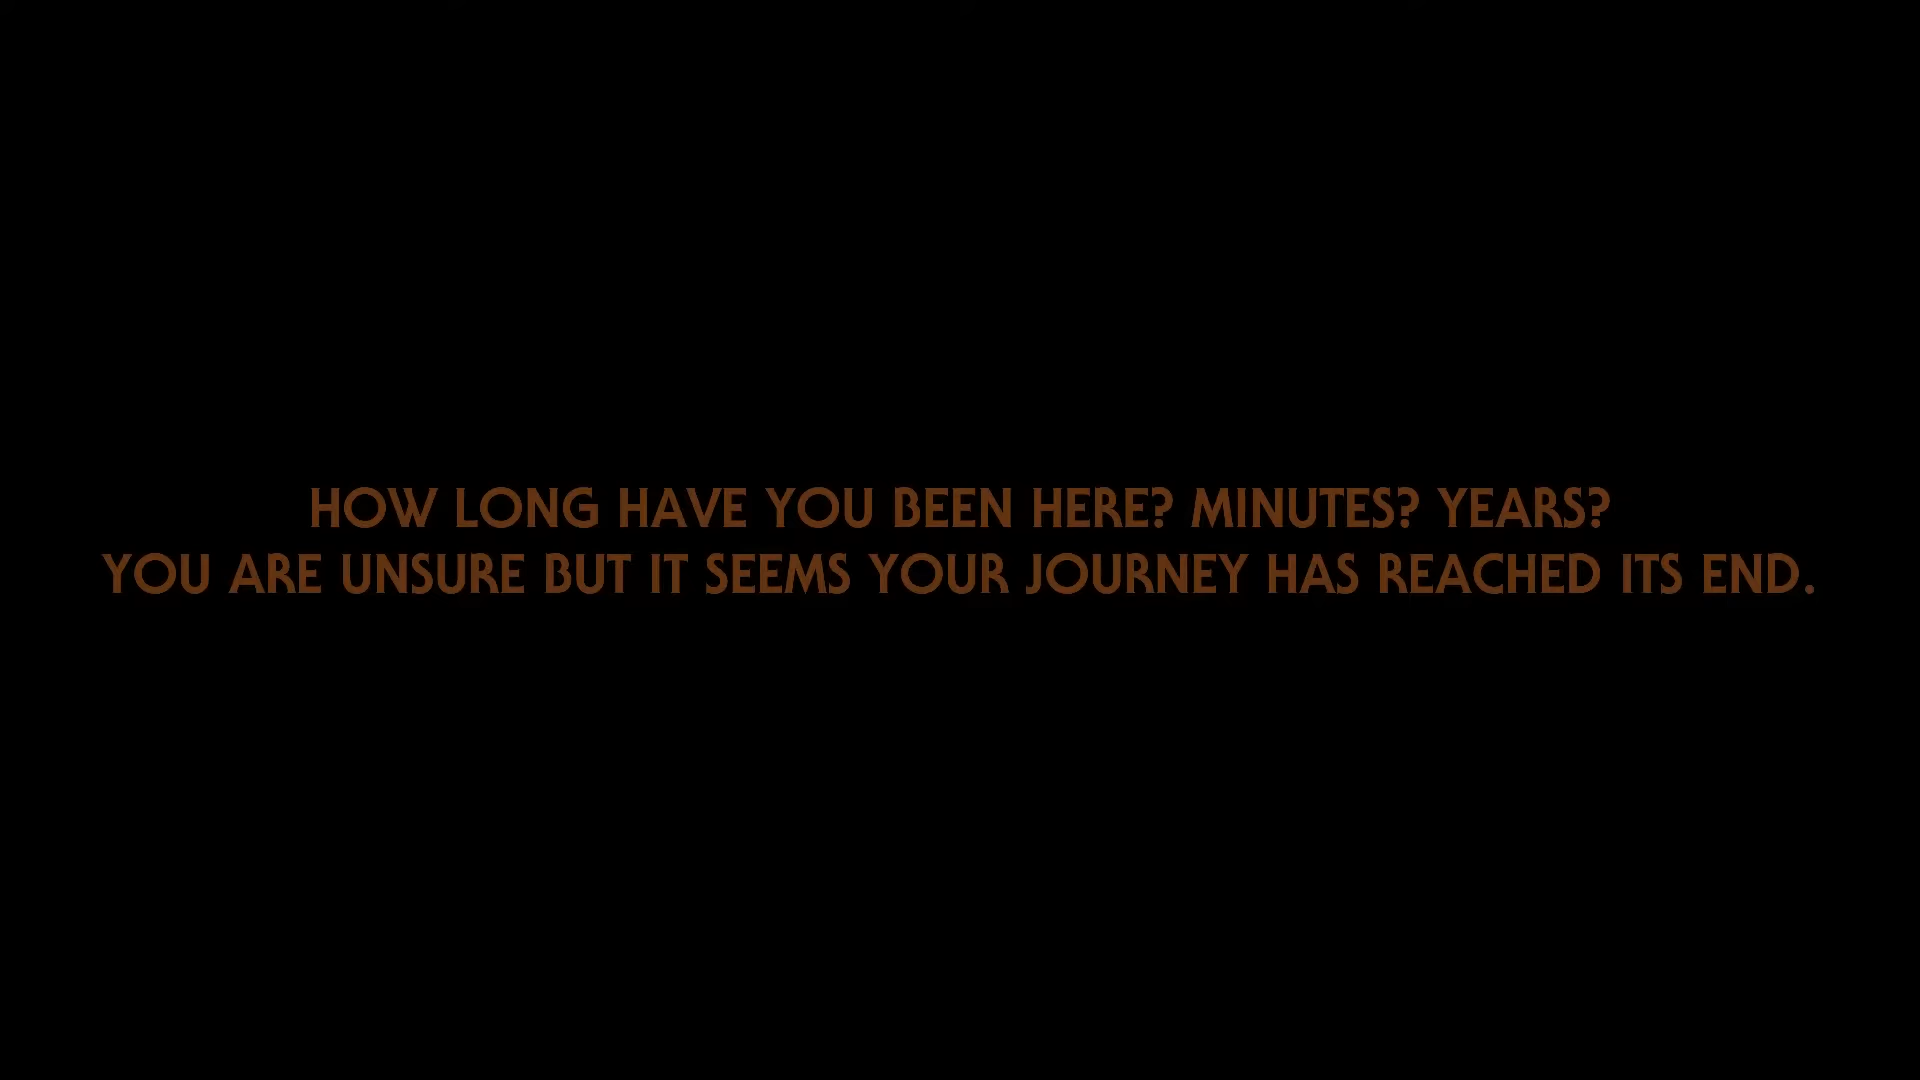 HOW LONG HAVE YOU BEEN HERE? MINUTES? YEARS?
YOU ARE UNSURE BUT IT SEEMS YOUR JOURNEY HAS REACHED ITS END.